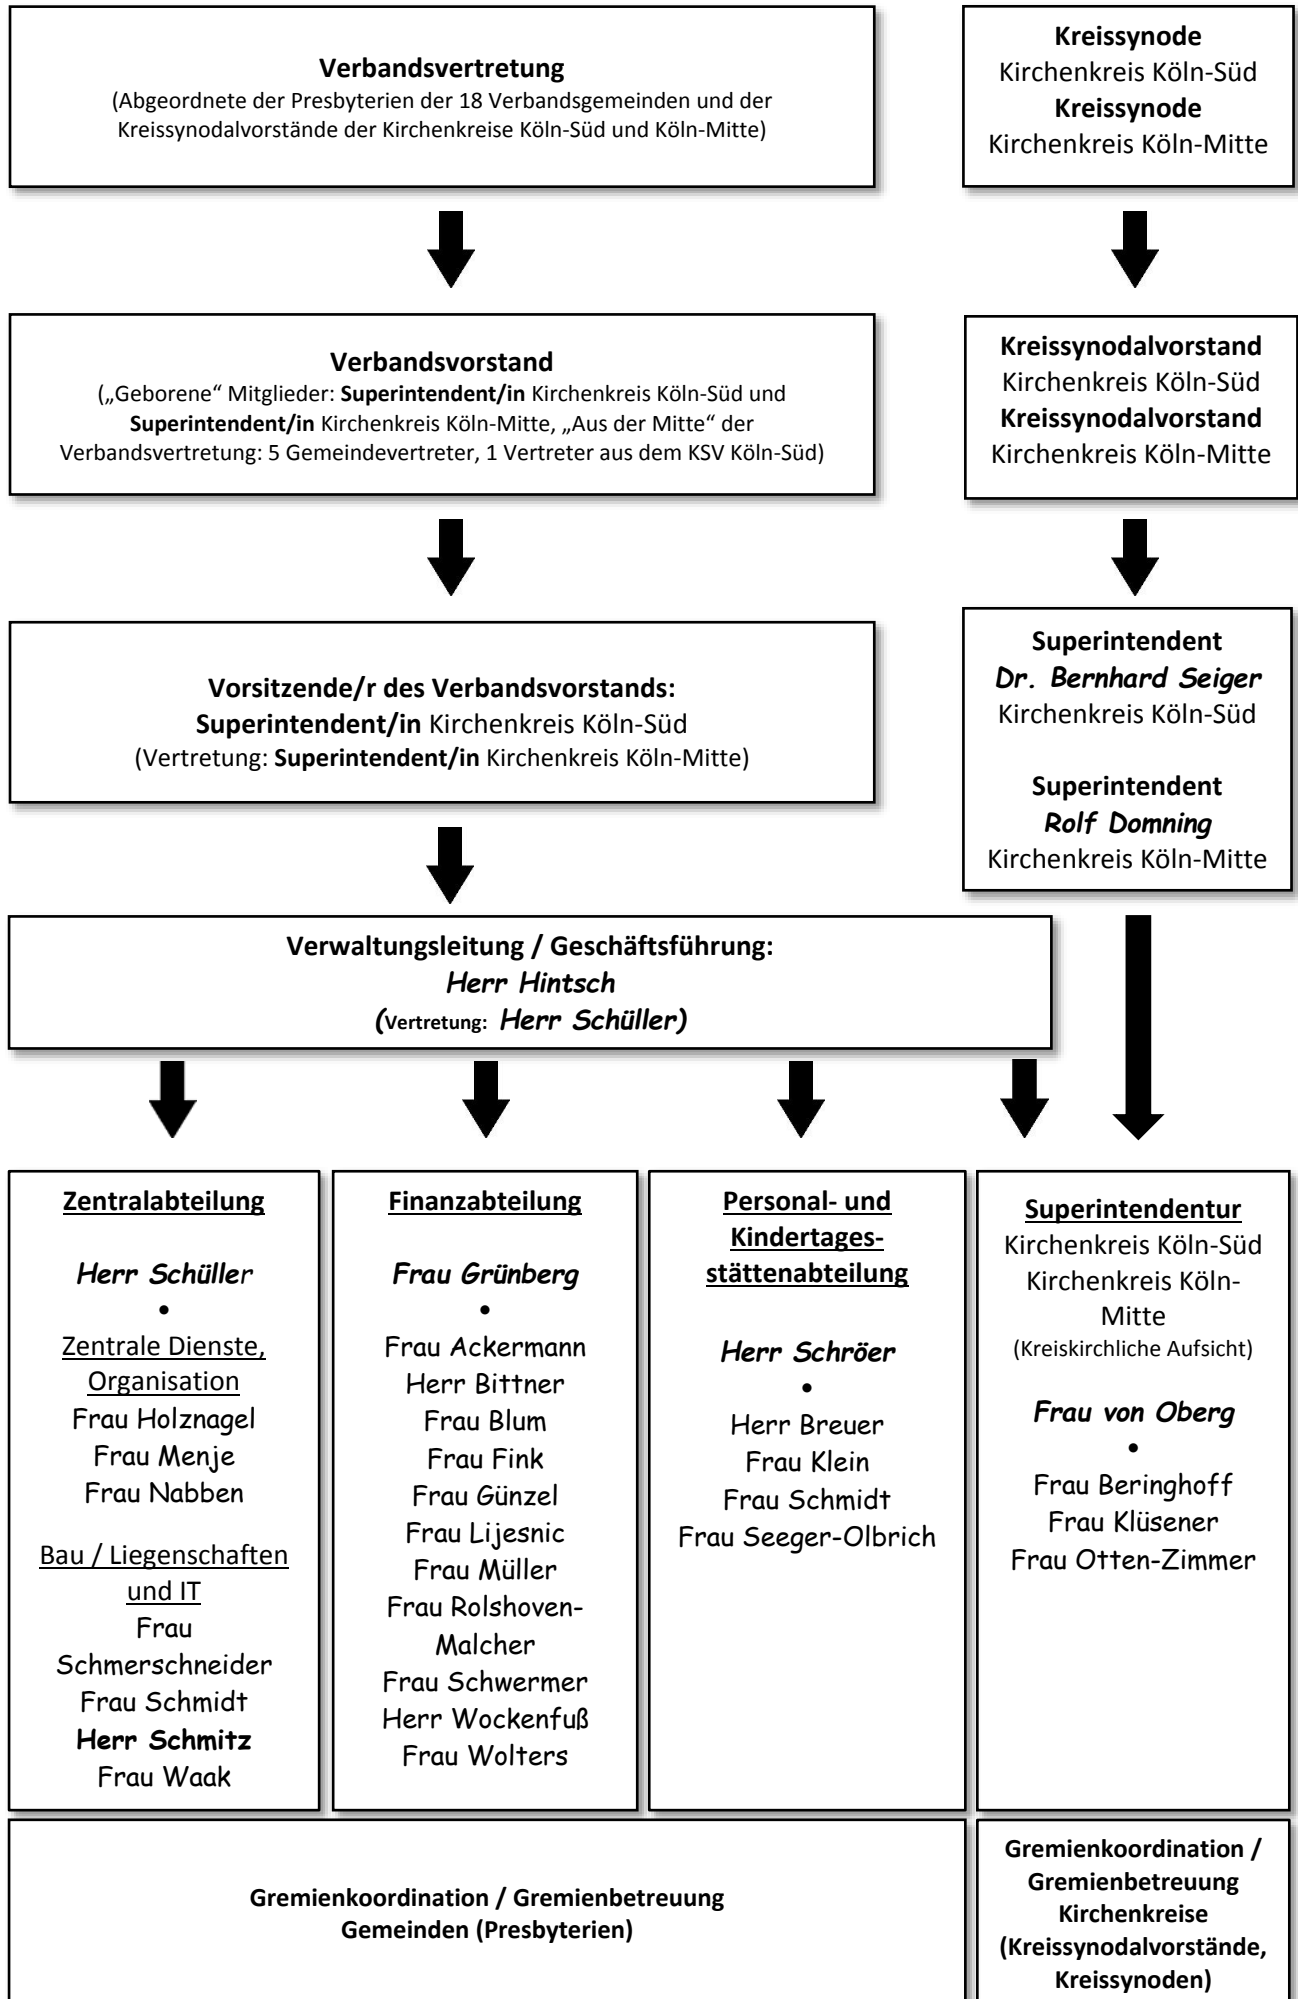 Verbandsvertretung
(Abgeordnete der Presbyterien der 18 Verbandsgemeinden und der
Kreissynodalvorstände der Kirchenkreise Köln-Süd und Köln-Mitte)
Kreissynode
Kirchenkreis Köln-Süd
Kreissynode
Kirchenkreis Köln-Mitte
Verbandsvorstand
(„Geborene“ Mitglieder: Superintendent/in Kirchenkreis Köln-Süd und
Superintendent/in Kirchenkreis Köln-Mitte, „Aus der Mitte“ der
Verbandsvertretung: 5 Gemeindevertreter, 1 Vertreter aus dem KSV Köln-Süd)
Kreissynodalvorstand
Kirchenkreis Köln-Süd
Kreissynodalvorstand
Kirchenkreis Köln-Mitte
Vorsitzende/r des Verbandsvorstands:
Superintendent/in Kirchenkreis Köln-Süd
(Vertretung: Superintendent/in Kirchenkreis Köln-Mitte)
Superintendent
Dr. Bernhard Seiger
Kirchenkreis Köln-Süd
Superintendent
Rolf Domning
Kirchenkreis Köln-Mitte
Verwaltungsleitung / Geschäftsführung:
Herr Hintsch
(Vertretung: Herr Schüller)
Zentralabteilung
Herr Schüller
•
Zentrale Dienste,
Organisation
Frau Holznagel
Frau Menje
Frau Nabben
Bau / Liegenschaften
und IT
Frau
Schmerschneider
Frau Schmidt
Herr Schmitz
Frau Waak
Finanzabteilung
Frau Grünberg
•
Frau Ackermann
Herr Bittner
Frau Blum
Frau Fink
Frau Günzel
Frau Lijesnic
Frau Müller
Frau Rolshoven-
Malcher
Frau Schwermer
Herr Wockenfuß
Frau Wolters
Personal- und
Kindertages-
stättenabteilung
Herr Schröer
•
Herr Breuer
Frau Klein
Frau Schmidt
Frau Seeger-Olbrich
Superintendentur
Kirchenkreis Köln-Süd
Kirchenkreis Köln-
Mitte
(Kreiskirchliche Aufsicht)
Frau von Oberg
•
Frau Beringhoff
Frau Klüsener
Frau Otten-Zimmer
Gremienkoordination / Gremienbetreuung
Gemeinden (Presbyterien)
Gremienkoordination /
Gremienbetreuung
Kirchenkreise
(Kreissynodalvorstände,
Kreissynoden)